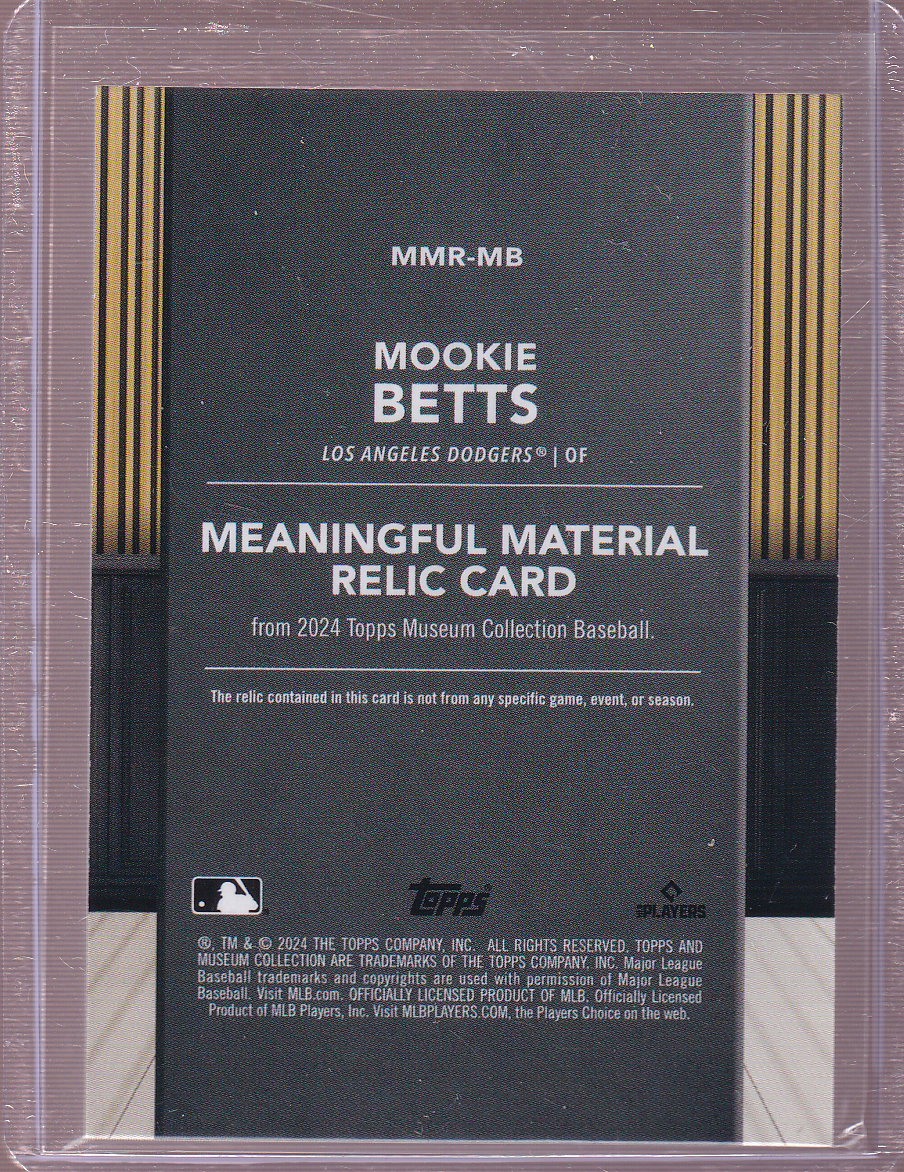 MMR-MB
MOOKIE
BETTS
LOS ANGELES DODGERS® | OF
MEANINGFUL MATERIAL
RELIC CARD
from 2024 Topps Museum Collection Baseball.
The relic contained in this card is not from any specific game, event, or season.
topps
PLAYERS
®, TM & © 2024 THE TOPPS COMPANY, INC. ALL RIGHTS RESERVED. TOPPS AND
MUSEUM COLLECTION ARE TRADEMARKS OF THE TOPPS COMPANY, INC. Major League
Baseball trademarks and copyrights are used with permission of Major League
Baseball. Visit MLB.com. OFFICIALLY LICENSED PRODUCT OF MLB. Officially Licensed
Product of MLB Players, Inc. Visit MLBPLAYERS.COM, the Players Choice on the web.